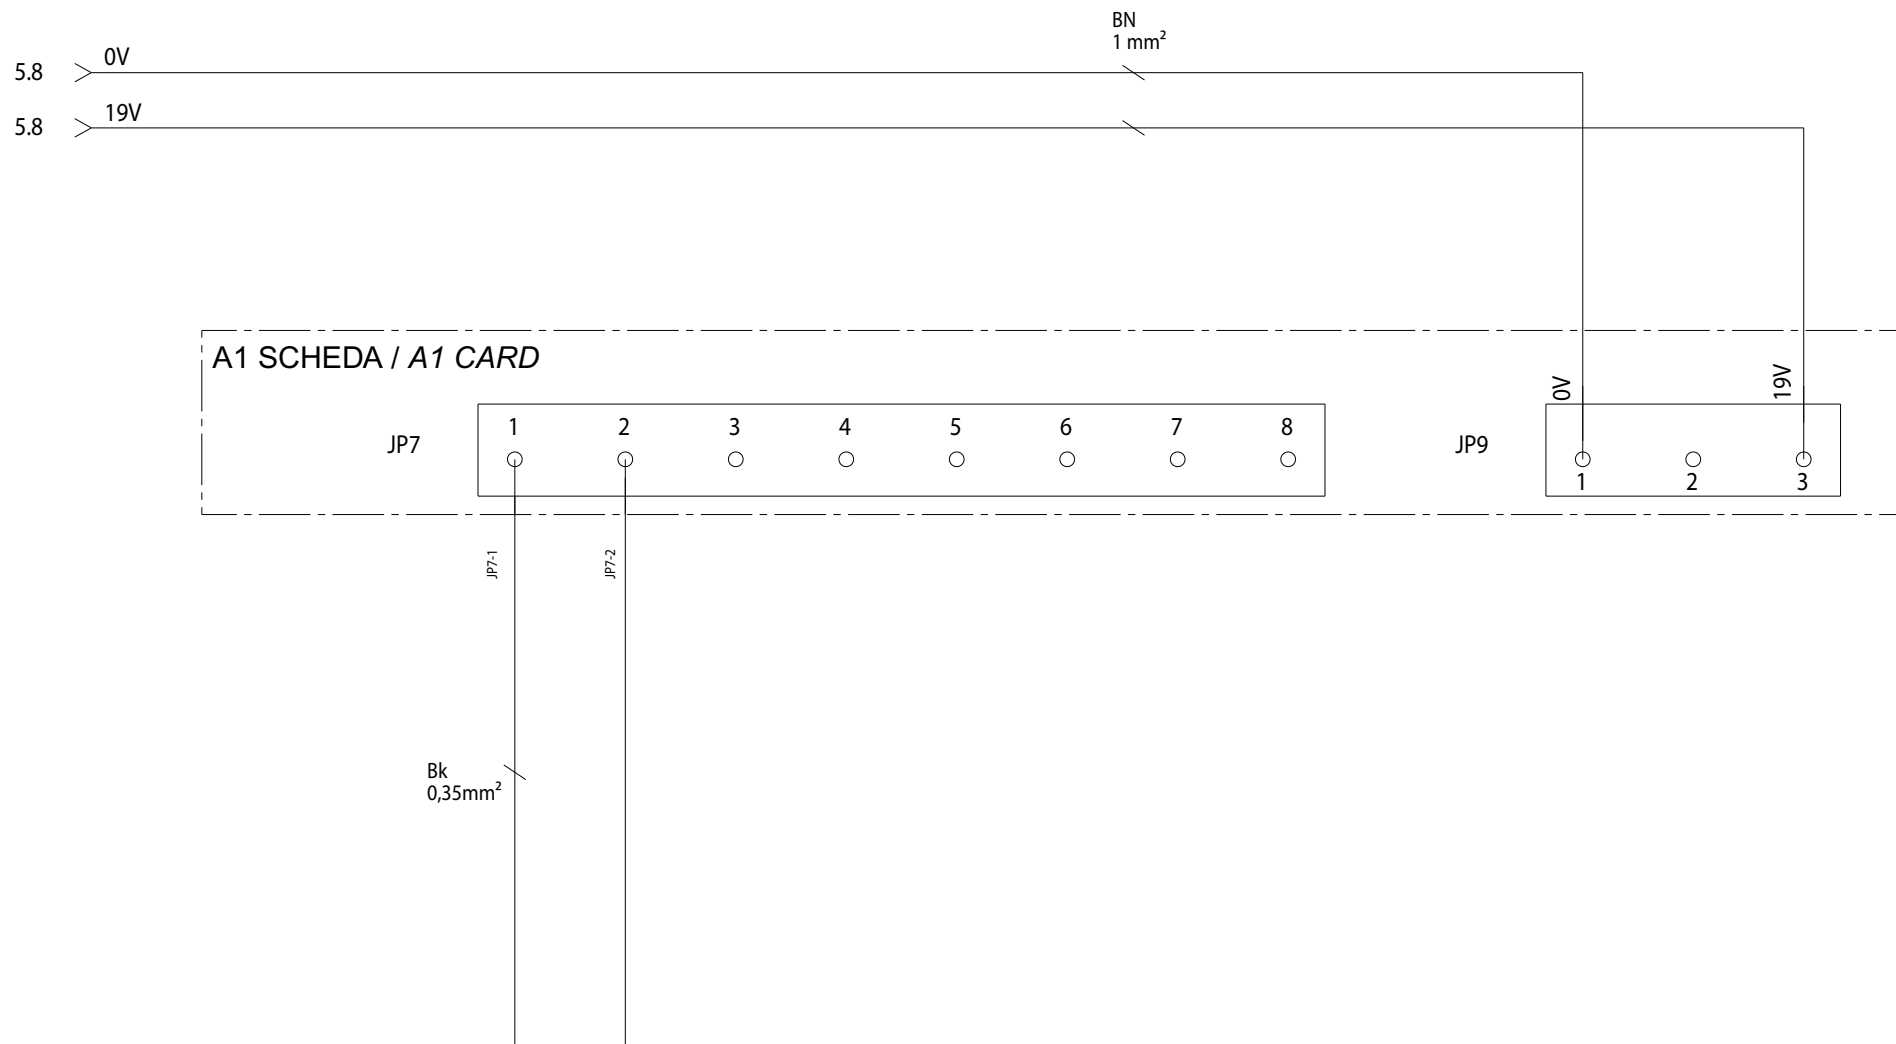 BN
1 mm²
5.8 0V
5.8 19V
A1 SCHEDA / A1 CARD
0V 19V
JP7 1 2 3 4 5 6 7 8
JP9 1 2 3
JP7-1 JP7-2
Bk
0,35mm²